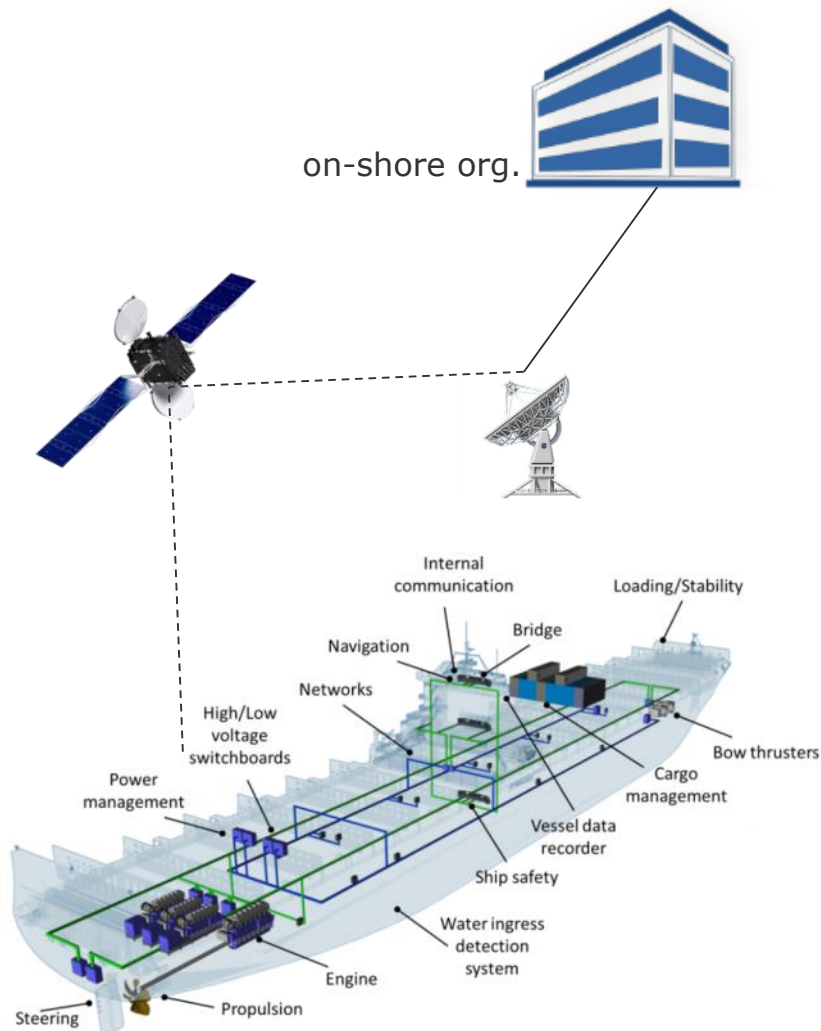 on-shore org.
Internal
communication
Loading/Stability
Bridge
Navigation
Networks
High/Low
voltage
switchboards
Bow thrusters
Power
management
Cargo
management
Vessel data
recorder
Ship safety
Water ingress
detection
system
Engine
Propulsion
Steering